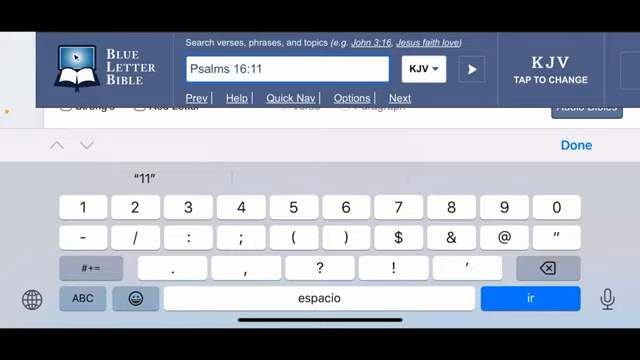 Search verses, phrases, and topics (e.g. John 3:16, Jesus faith love)
BLUE
LETTER
BIBLE
Psalms 16:11
KJV
KJV
TAP TO CHANGE
Prev | Help | Quick Nav | Options | Next
Done
"11"
1 2 3 4 5 6 7 8 9 0
- / : ; ( ) $ & @ "
#+= . , ? ! '
ABC espacio ir